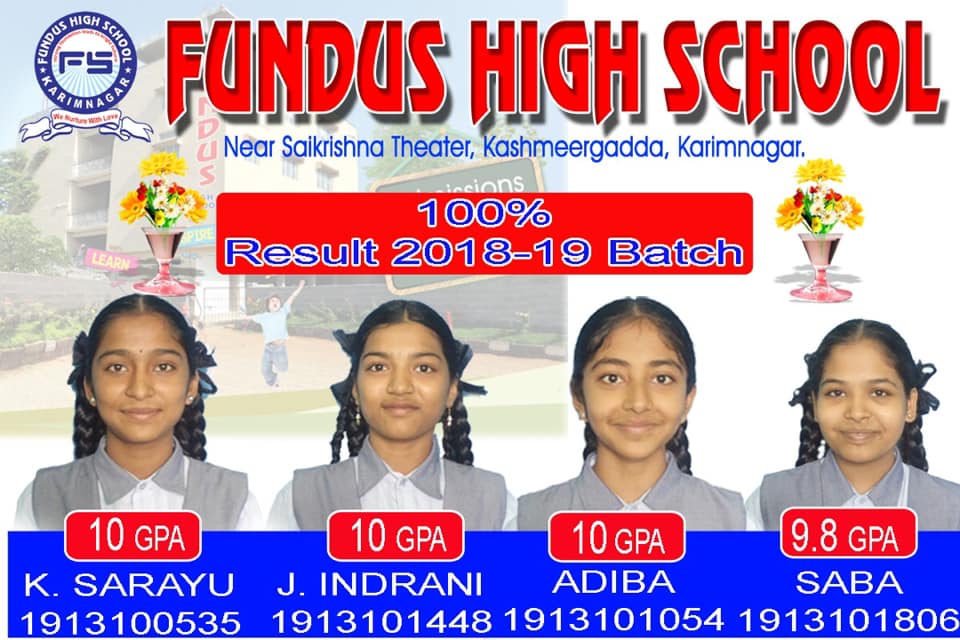 FUNDUS HIGH SCHOOL
FS
KARIMNAGAR
We Nurture With Love
FUNDUS HIGH SCHOOL
Near Saikrishna Theater, Kashmeergadda, Karimnagar.
NDUS
LEARN
100%
Result 2018-19 Batch
10 GPA
10 GPA
10 GPA
9.8 GPA
K. SARAYU
J. INDRANI
ADIBA
SABA
1913100535
1913101448
1913101054
1913101806